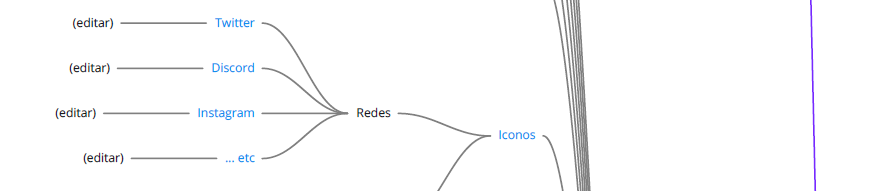 (editar) Twitter
(editar) Discord
(editar) Instagram
Redes
Iconos
(editar) ... etc